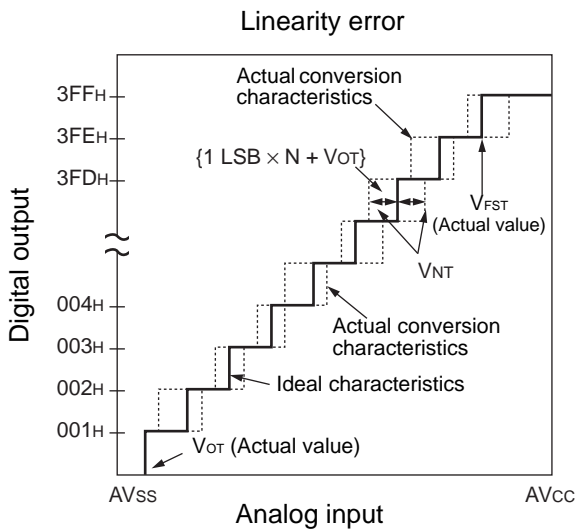 Linearity error
Actual conversion
characteristics
3FFH
3FEH
{1 LSB × N + VOT}
3FDH
VFST
(Actual value)
VNT
Digital output
004H
Actual conversion
characteristics
003H
Ideal characteristics
002H
001H
VOT (Actual value)
AVSS
AVCC
Analog input